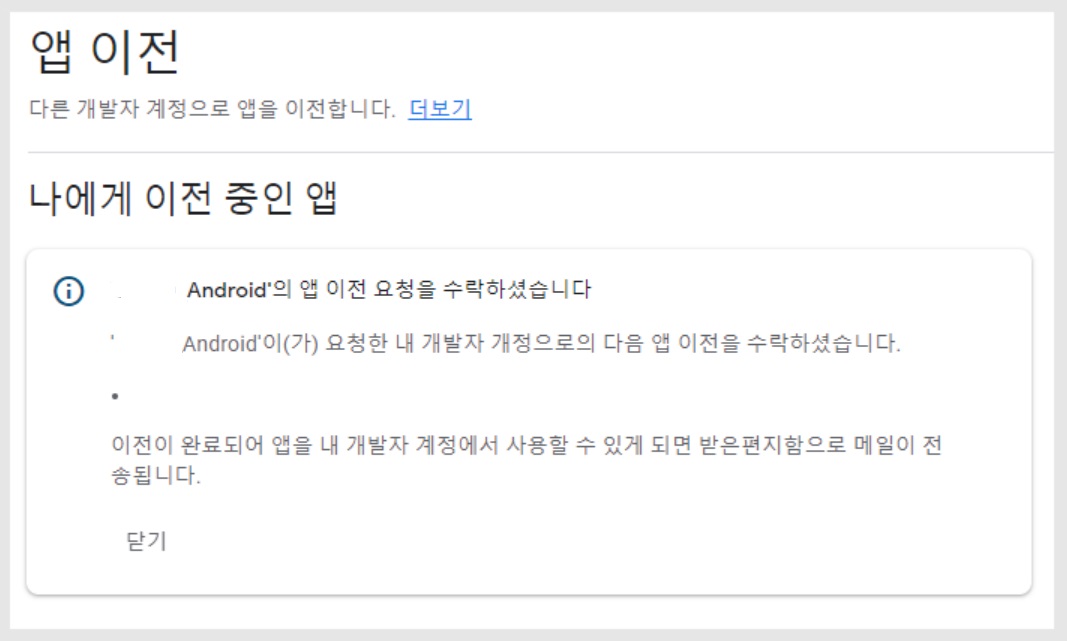 앱 이전
다른 개발자 계정으로 앱을 이전합니다. 더보기
나에게 이전 중인 앱
Android'의 앱 이전 요청을 수락하셨습니다
' Android'이(가) 요청한 내 개발자 개정으로의 다음 앱 이전을 수락하셨습니다.
•
이전이 완료되어 앱을 내 개발자 계정에서 사용할 수 있게 되면 받은편지함으로 메일이 전
송됩니다.
닫기